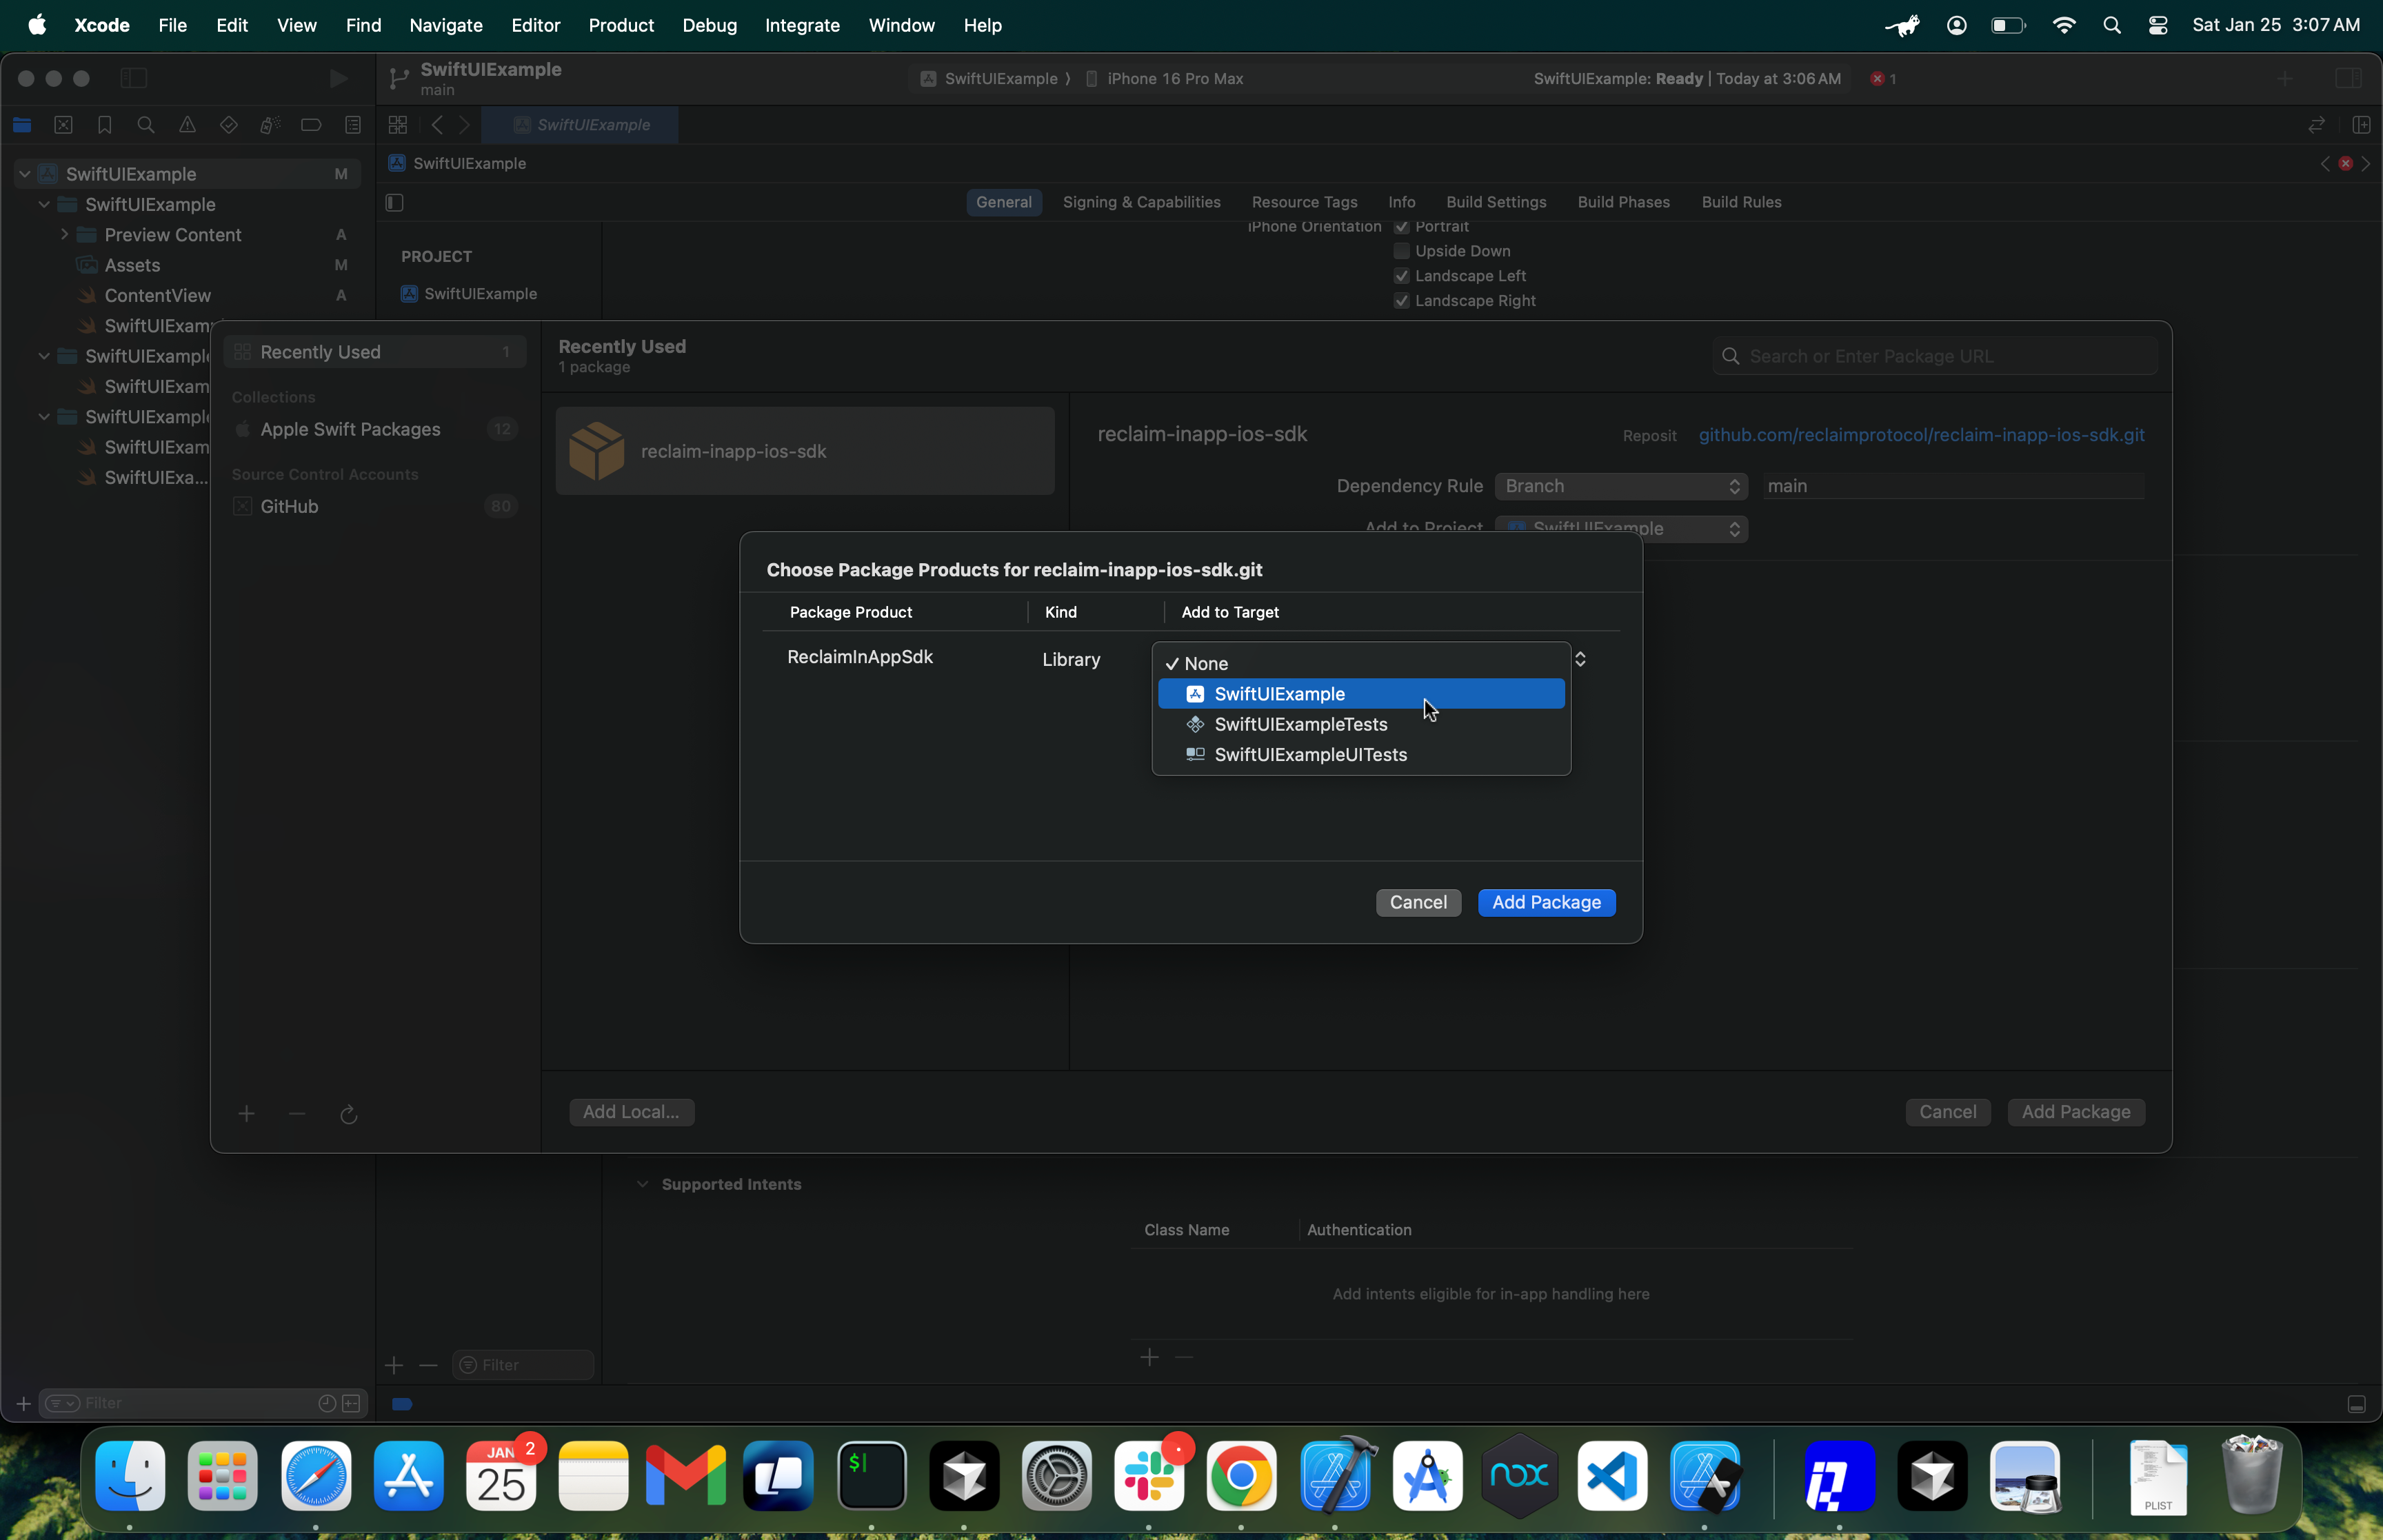 Xcode File Edit View Find Navigate Editor Product Debug Integrate Window Help Sat Jan 25 3:07 AM
SwiftUIExample
main
SwiftUIExample iPhone 16 Pro Max
SwiftUIExample: Ready | Today at 3:06 AM 1
SwiftUIExample
SwiftUIExample M
SwiftUIExample
Preview Content A
Assets M
ContentView A
SwiftUIExam
SwiftUIExample
SwiftUIExam
SwiftUIExample
SwiftUIExam
SwiftUIExa...
Filter
SwiftUIExample
General Signing & Capabilities Resource Tags Info Build Settings Build Phases Build Rules
PROJECT
SwiftUIExample
iPhone Orientation Portrait
Upside Down
Landscape Left
Landscape Right
Recently Used 1
Collections
Apple Swift Packages 12
Source Control Accounts
GitHub 80
Recently Used
1 package
Search or Enter Package URL
reclaim-inapp-ios-sdk
reclaim-inapp-ios-sdk
Reposit github.com/reclaimprotocol/reclaim-inapp-ios-sdk.git
Dependency Rule Branch main
Add to Project SwiftUIExample
Choose Package Products for reclaim-inapp-ios-sdk.git
Package Product Kind Add to Target
ReclaimInAppSdk Library
✓ None
SwiftUIExample
SwiftUIExampleTests
SwiftUIExampleUITests
Cancel Add Package
Add Local... Cancel Add Package
Supported Intents
Class Name Authentication
Add intents eligible for in-app handling here
Filter
JAN 2
25
$
nox
PLIST